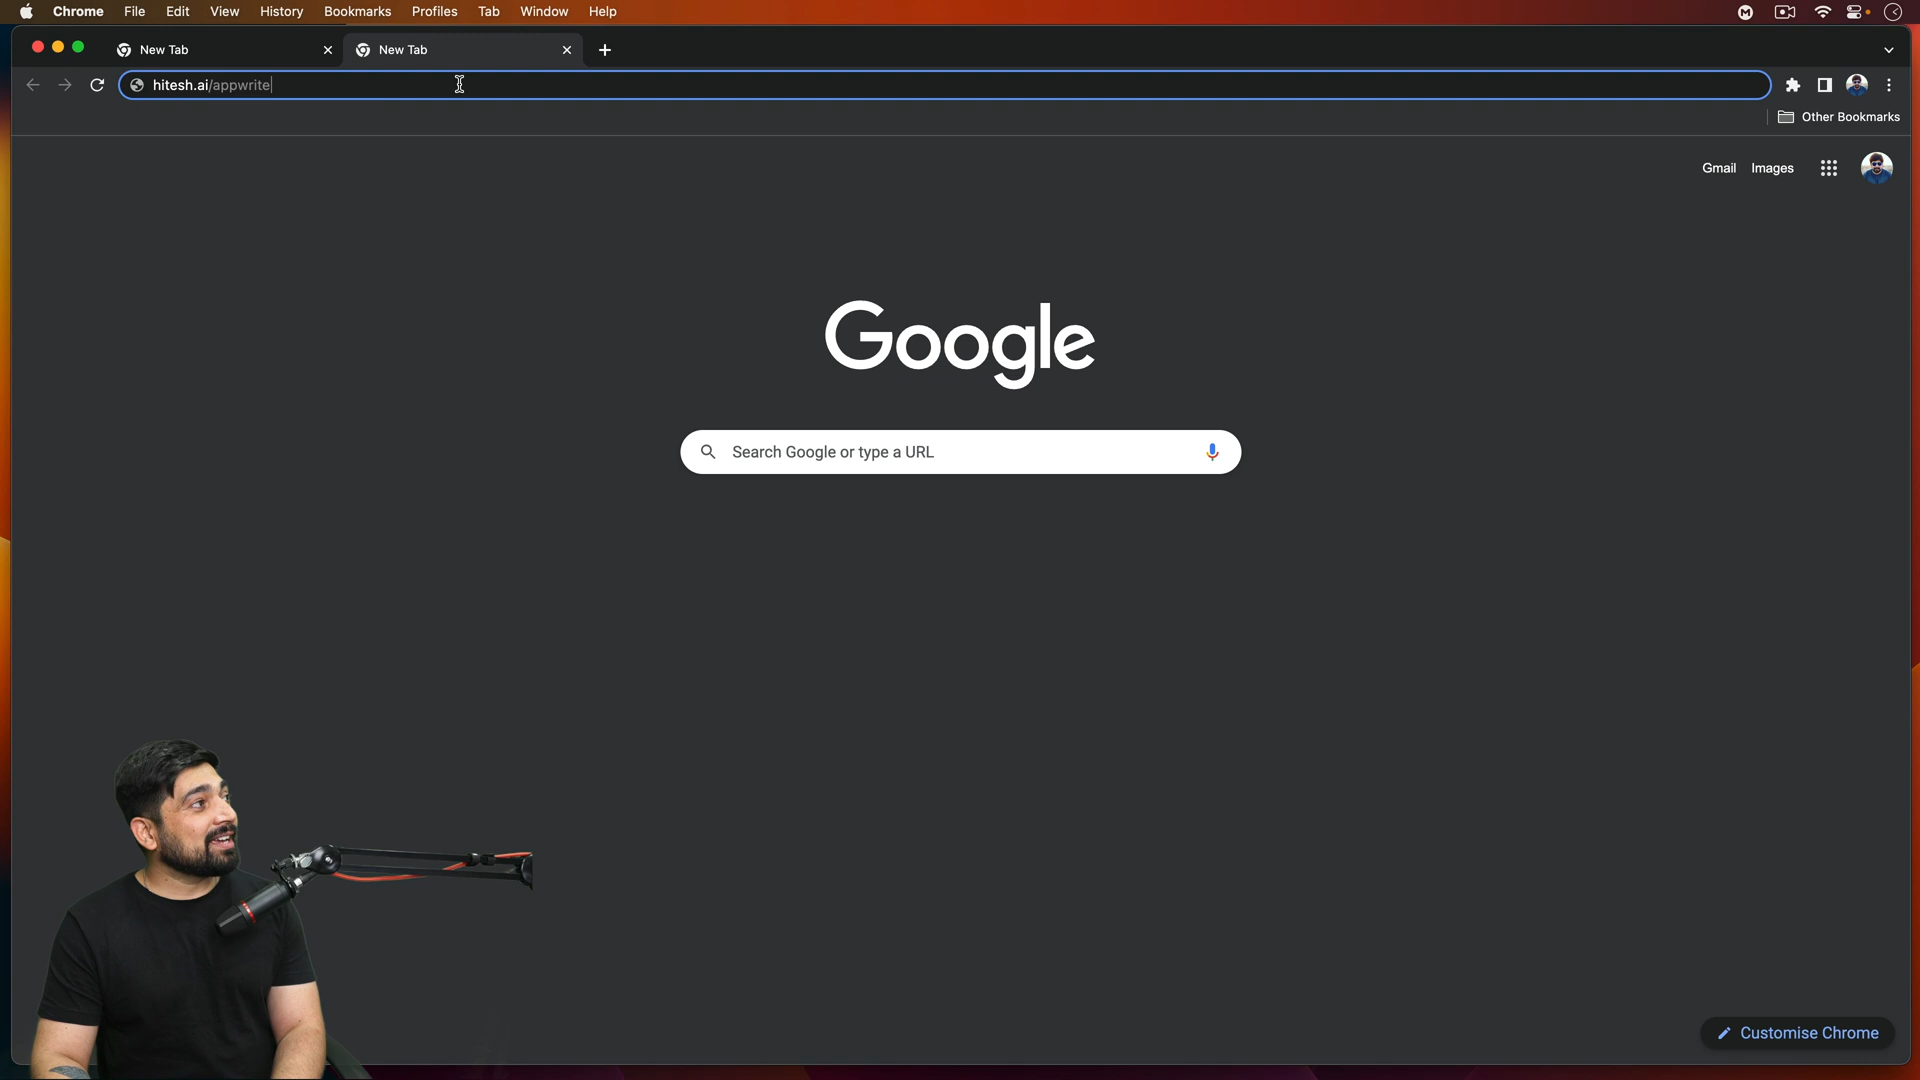 Chrome File Edit View History Bookmarks Profiles Tab Window Help
New Tab New Tab
hitesh.ai/appwrite
Other Bookmarks
Gmail Images
Google
Search Google or type a URL
Customise Chrome